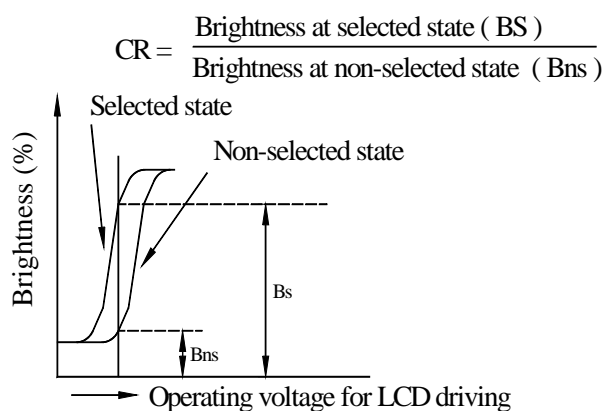 CR = Brightness at selected state ( BS )
Brightness at non-selected state ( Bns )
Selected state
Non-selected state
Brightness (%)
Bs
Bns
Operating voltage for LCD driving